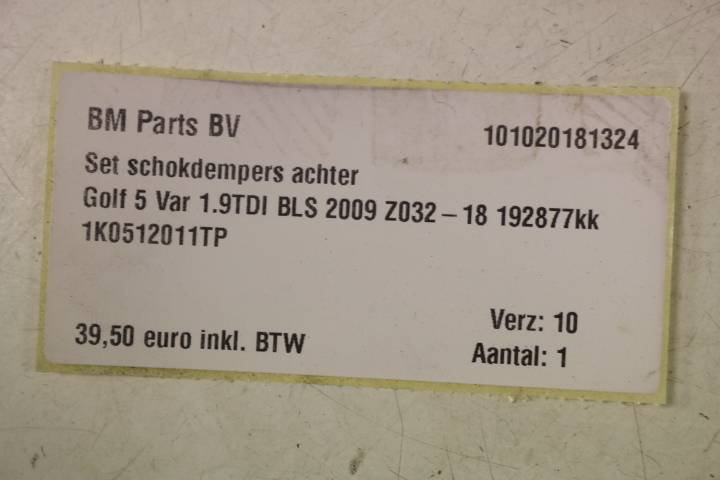 BM Parts BV 101020181324
Set schokdempers achter
Golf 5 Var 1.9TDI BLS 2009 Z032 – 18 192877kk
1K0512011TP
39,50 euro inkl. BTW
Verz: 10
Aantal: 1